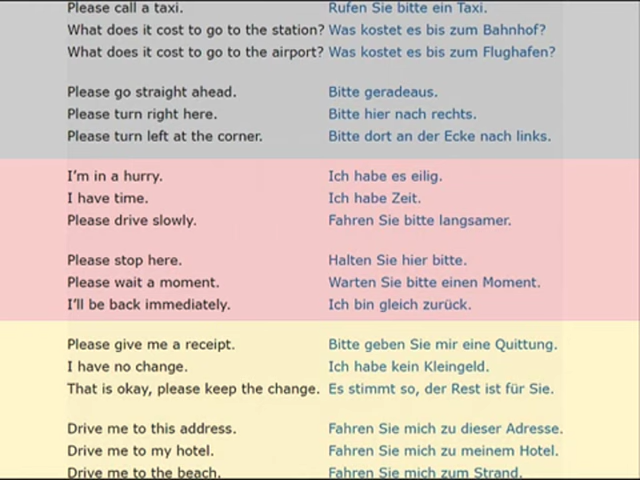 Please call a taxi. Rufen Sie bitte ein Taxi.
What does it cost to go to the station? Was kostet es bis zum Bahnhof?
What does it cost to go to the airport? Was kostet es bis zum Flughafen?
Please go straight ahead. Bitte geradeaus.
Please turn right here. Bitte hier nach rechts.
Please turn left at the corner. Bitte dort an der Ecke nach links.
I’m in a hurry. Ich habe es eilig.
I have time. Ich habe Zeit.
Please drive slowly. Fahren Sie bitte langsamer.
Please stop here. Halten Sie hier bitte.
Please wait a moment. Warten Sie bitte einen Moment.
I’ll be back immediately. Ich bin gleich zurück.
Please give me a receipt. Bitte geben Sie mir eine Quittung.
I have no change. Ich habe kein Kleingeld.
That is okay, please keep the change. Es stimmt so, der Rest ist für Sie.
Drive me to this address. Fahren Sie mich zu dieser Adresse.
Drive me to my hotel. Fahren Sie mich zu meinem Hotel.
Drive me to the beach. Fahren Sie mich zum Strand.